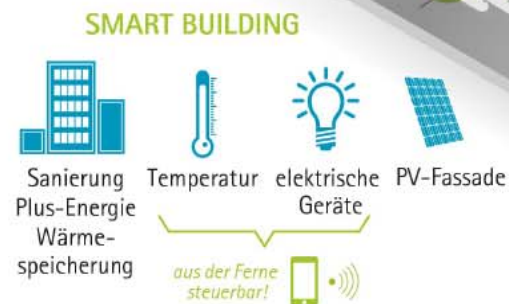 SMART BUILDING
Sanierung
Plus-Energie
Wärme-
speicherung
Temperatur
elektrische
Geräte
PV-Fassade
aus der Ferne
steuerbar!